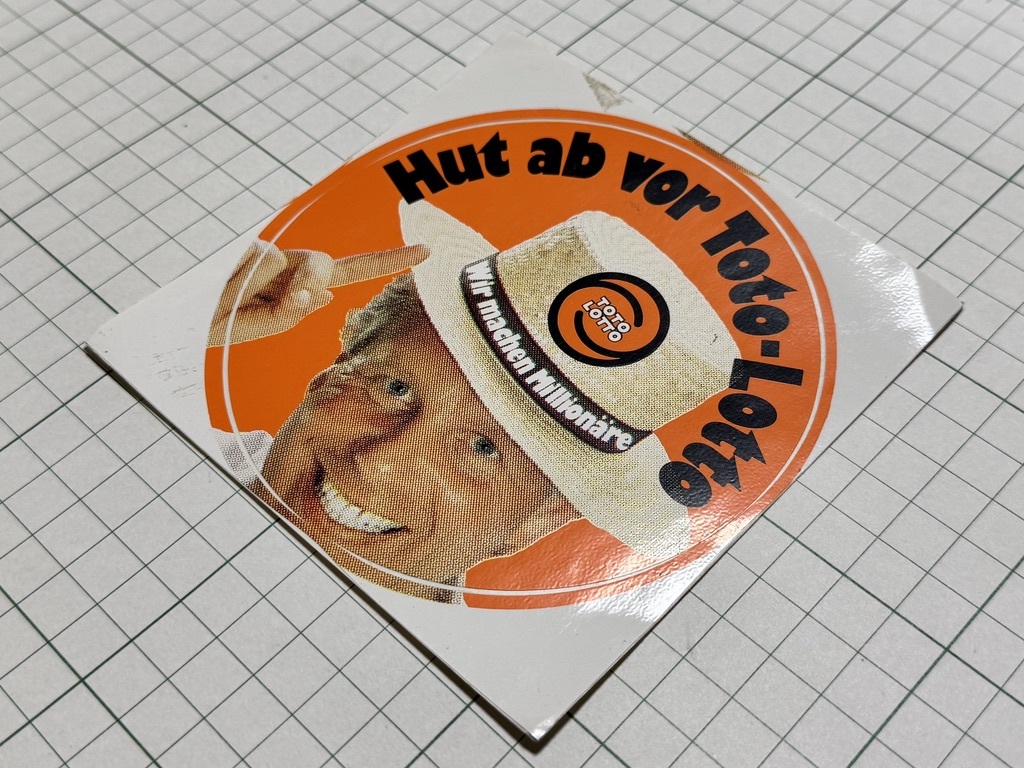 Hut ab vor Toto-Lotto
TOTO
LOTTO
Wir machen Millionäre